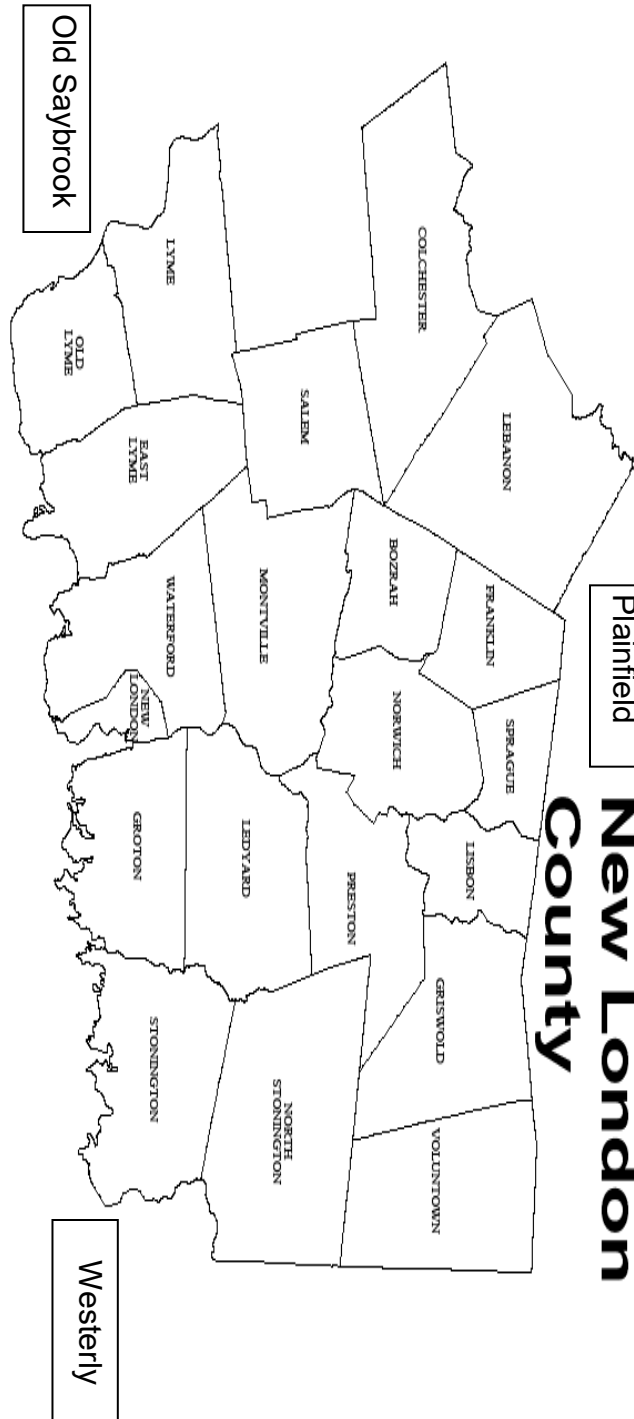 Plainfield
New London
County
Old Saybrook
Westerly
COLCHESTER
LEBANON
LYME
OLD
LYME
SALEM
EAST
LYME
BOZRAH
FRANKLIN
MONTVILLE
WATERFORD
NEW
LONDON
NORWICH
SPRAGUE
LISBON
GROTON
LEDYARD
PRESTON
GRISWOLD
STONINGTON
NORTH
STONINGTON
VOLUNTOWN